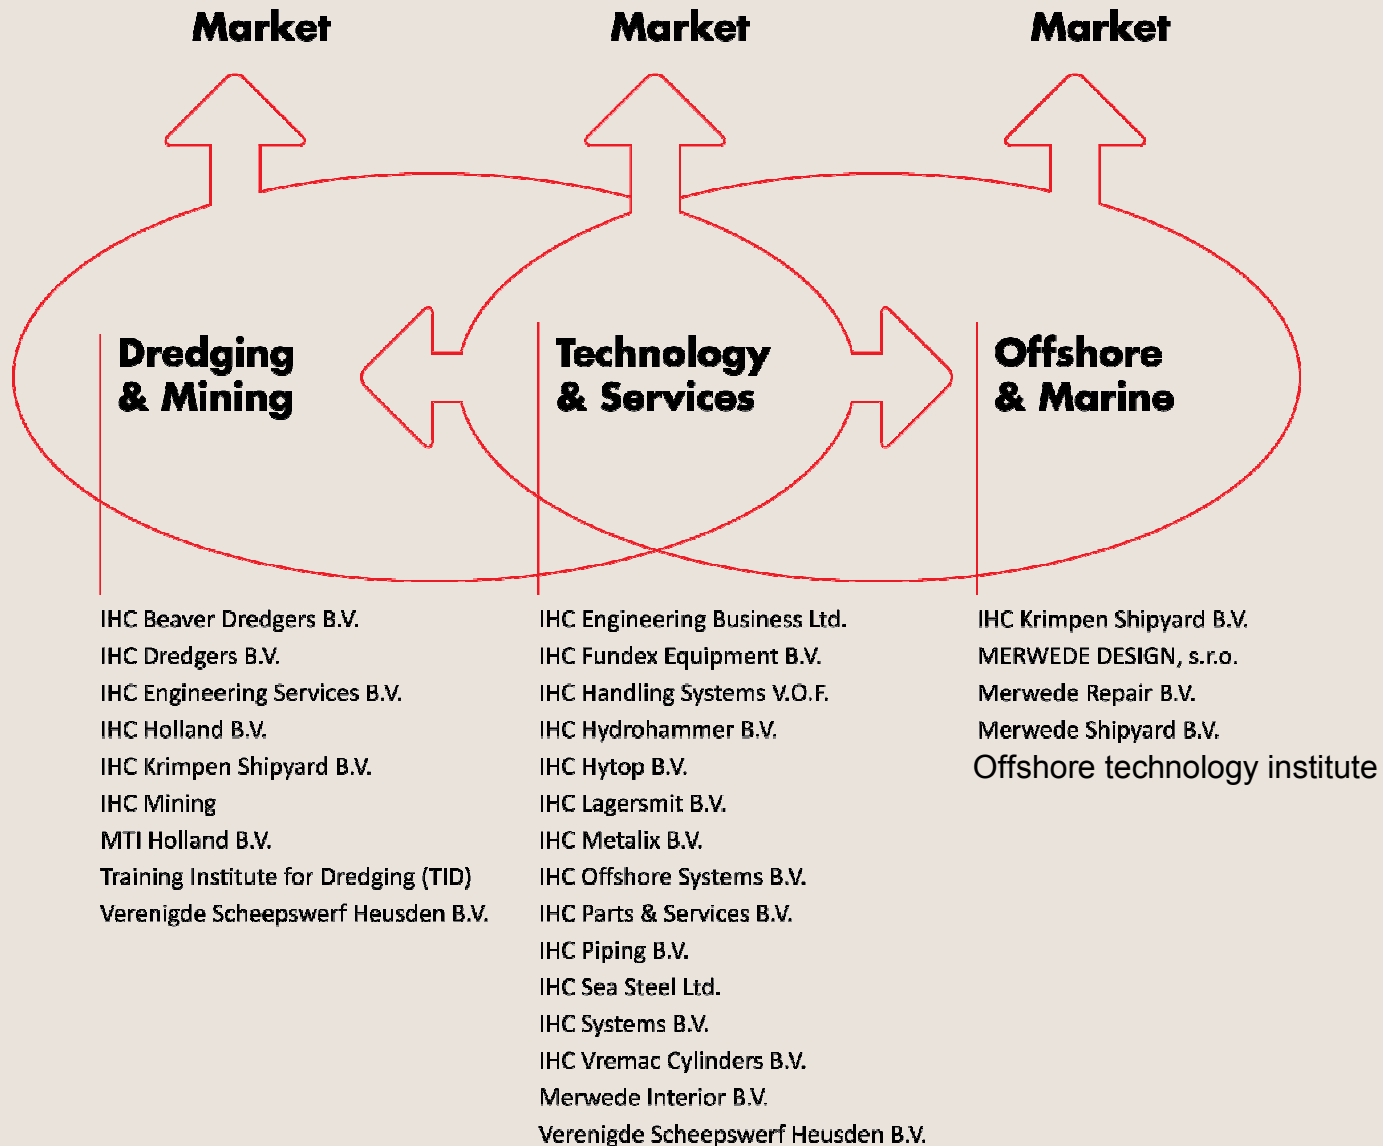 Market
Market
Market
Dredging
& Mining
Technology
& Services
Offshore
& Marine
IHC Beaver Dredgers B.V.
IHC Dredgers B.V.
IHC Engineering Services B.V.
IHC Holland B.V.
IHC Krimpen Shipyard B.V.
IHC Mining
MTI Holland B.V.
Training Institute for Dredging (TID)
Verenigde Scheepswerf Heusden B.V.
IHC Engineering Business Ltd.
IHC Fundex Equipment B.V.
IHC Handling Systems V.O.F.
IHC Hydrohammer B.V.
IHC Hytop B.V.
IHC Lagersmit B.V.
IHC Metalix B.V.
IHC Offshore Systems B.V.
IHC Parts & Services B.V.
IHC Piping B.V.
IHC Sea Steel Ltd.
IHC Systems B.V.
IHC Vremac Cylinders B.V.
Merwede Interior B.V.
Verenigde Scheepswerf Heusden B.V.
IHC Krimpen Shipyard B.V.
MERWEDE DESIGN, s.r.o.
Merwede Repair B.V.
Merwede Shipyard B.V.
Offshore technology institute